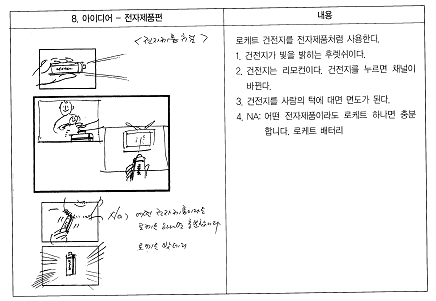 8. 아이디어 - 전자제품편
내용
<전자제품 효능>
로케트 건전지를 전자제품처럼 사용한다.
1. 건전지가 빛을 밝히는 후렛쉬이다.
2. 건전지는 리모컨이다. 건전지를 누르면 채널이
바뀐다.
3. 건전지를 사람의 턱에 대면 면도가 된다.
4. NA: 어떤 전자제품이라도 로케트 하나면 충분
합니다. 로케트 배터리
Na) 어떤 전자제품이라도
로케트 하나면 충분합니다
로케트 밧데리